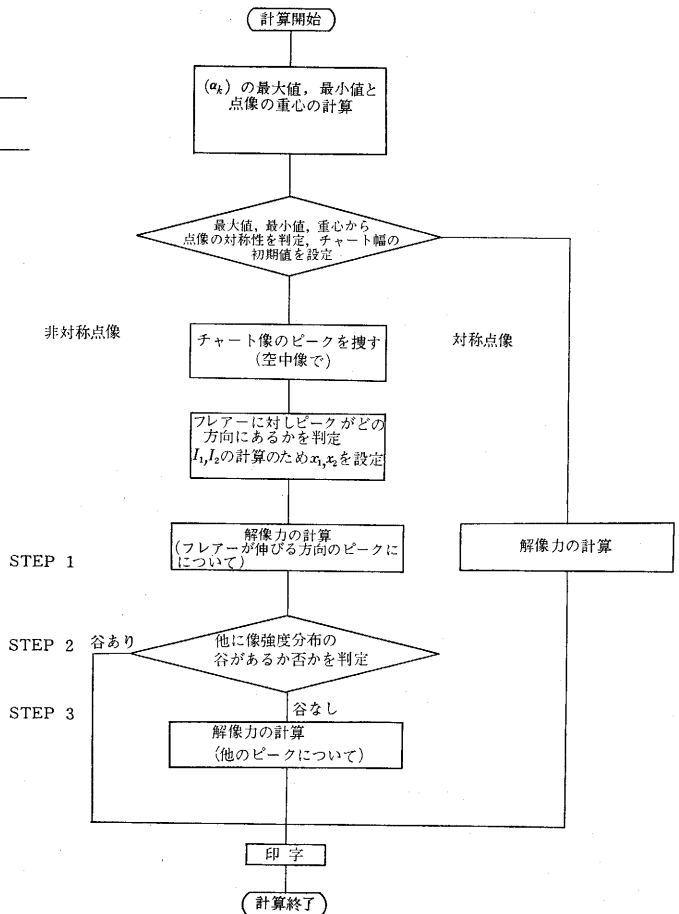 計算開始
(αk) の最大値, 最小値と
点像の重心の計算
最大値, 最小値, 重心から
点像の対称性を判定, チャート幅の
初期値を設定
非対称点像
チャート像のピークを捜す
(空中像で)
対称点像
フレアーに対しピークがどの
方向にあるかを判定
I1,I2の計算のためx1,x2を設定
STEP 1
解像力の計算
(フレアーが伸びる方向のピークに
について)
解像力の計算
STEP 2
谷あり
他に像強度分布の
谷があるか否かを判定
STEP 3
谷なし
解像力の計算
(他のピークについて)
印 字
計算終了